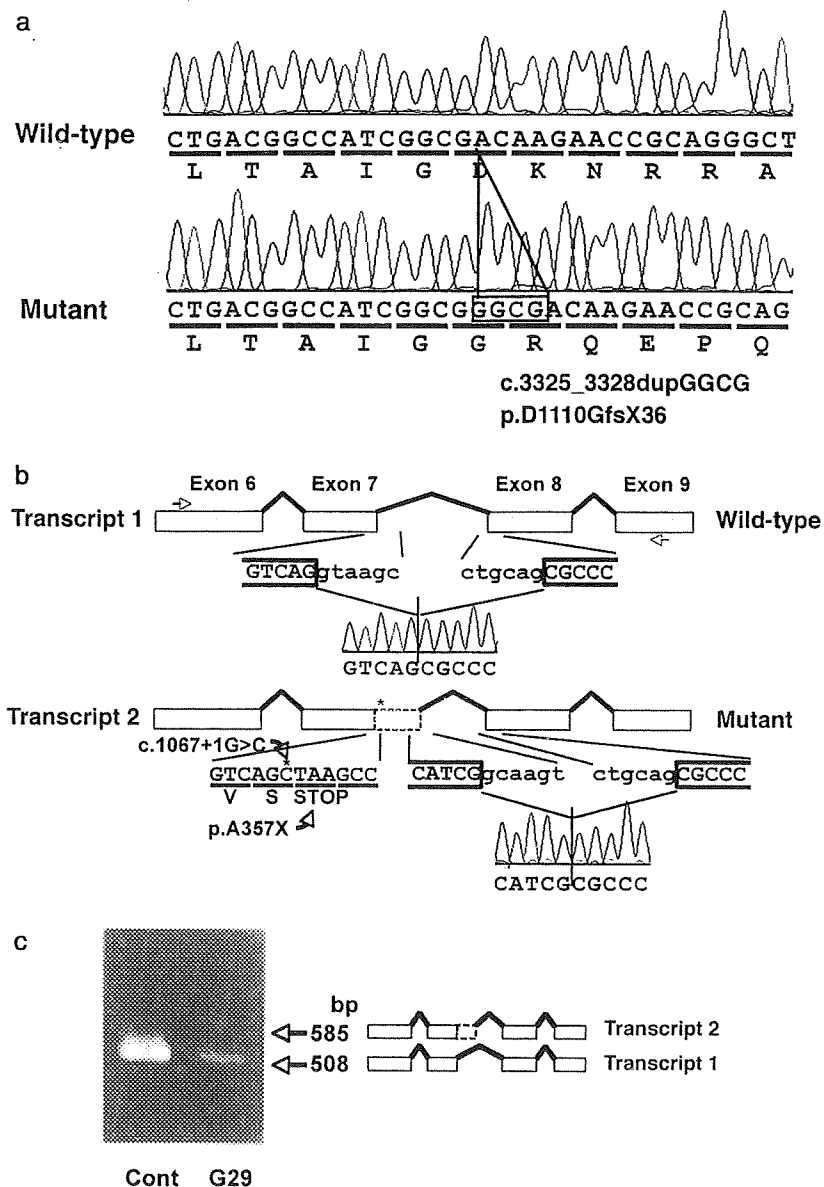 a
Wild-type
CTGACGGCCATCGGCGACAAGAACCGCAGGGCT
L T A I G D K N R R A
Mutant
CTGACGGCCATCGGCGGGCGACAAGAACCGCAG
L T A I G G R Q E P Q
c.3325_3328dupGGCG
p.D1110GfsX36
b
Exon 6 Exon 7 Exon 8 Exon 9
Transcript 1 Wild-type
GTCAGgtaagc ctgcagCGCCC
GTCAGCGCCC
*
Transcript 2 Mutant
c.1067+1G>C
*
GTCAGCTAAGCC CATCGgcaagt ctgcagCGCCC
V S STOP
p.A357X
CATCGCGCCC
c
bp
585 Transcript 2
508 Transcript 1
Cont G29